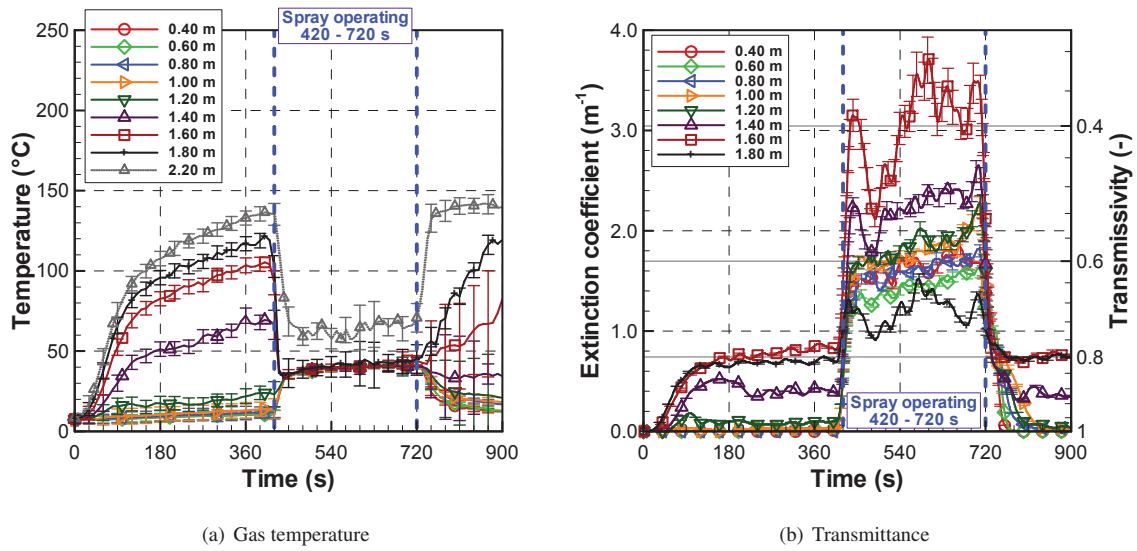 Spray operating
420 - 720 s
0.40 m
0.60 m
0.80 m
1.00 m
1.20 m
1.40 m
1.60 m
1.80 m
2.20 m
250
200
150
100
50
0
Temperature (°C)
0 180 360 540 720 900
Time (s)
(a) Gas temperature
0.40 m
0.60 m
0.80 m
1.00 m
1.20 m
1.40 m
1.60 m
1.80 m
4.0
3.0
2.0
1.0
0.0
Extinction coefficient (m⁻¹)
0.4
0.6
0.8
1
Transmissivity (-)
Spray operating
420 - 720 s
0 180 360 540 720 900
Time (s)
(b) Transmittance